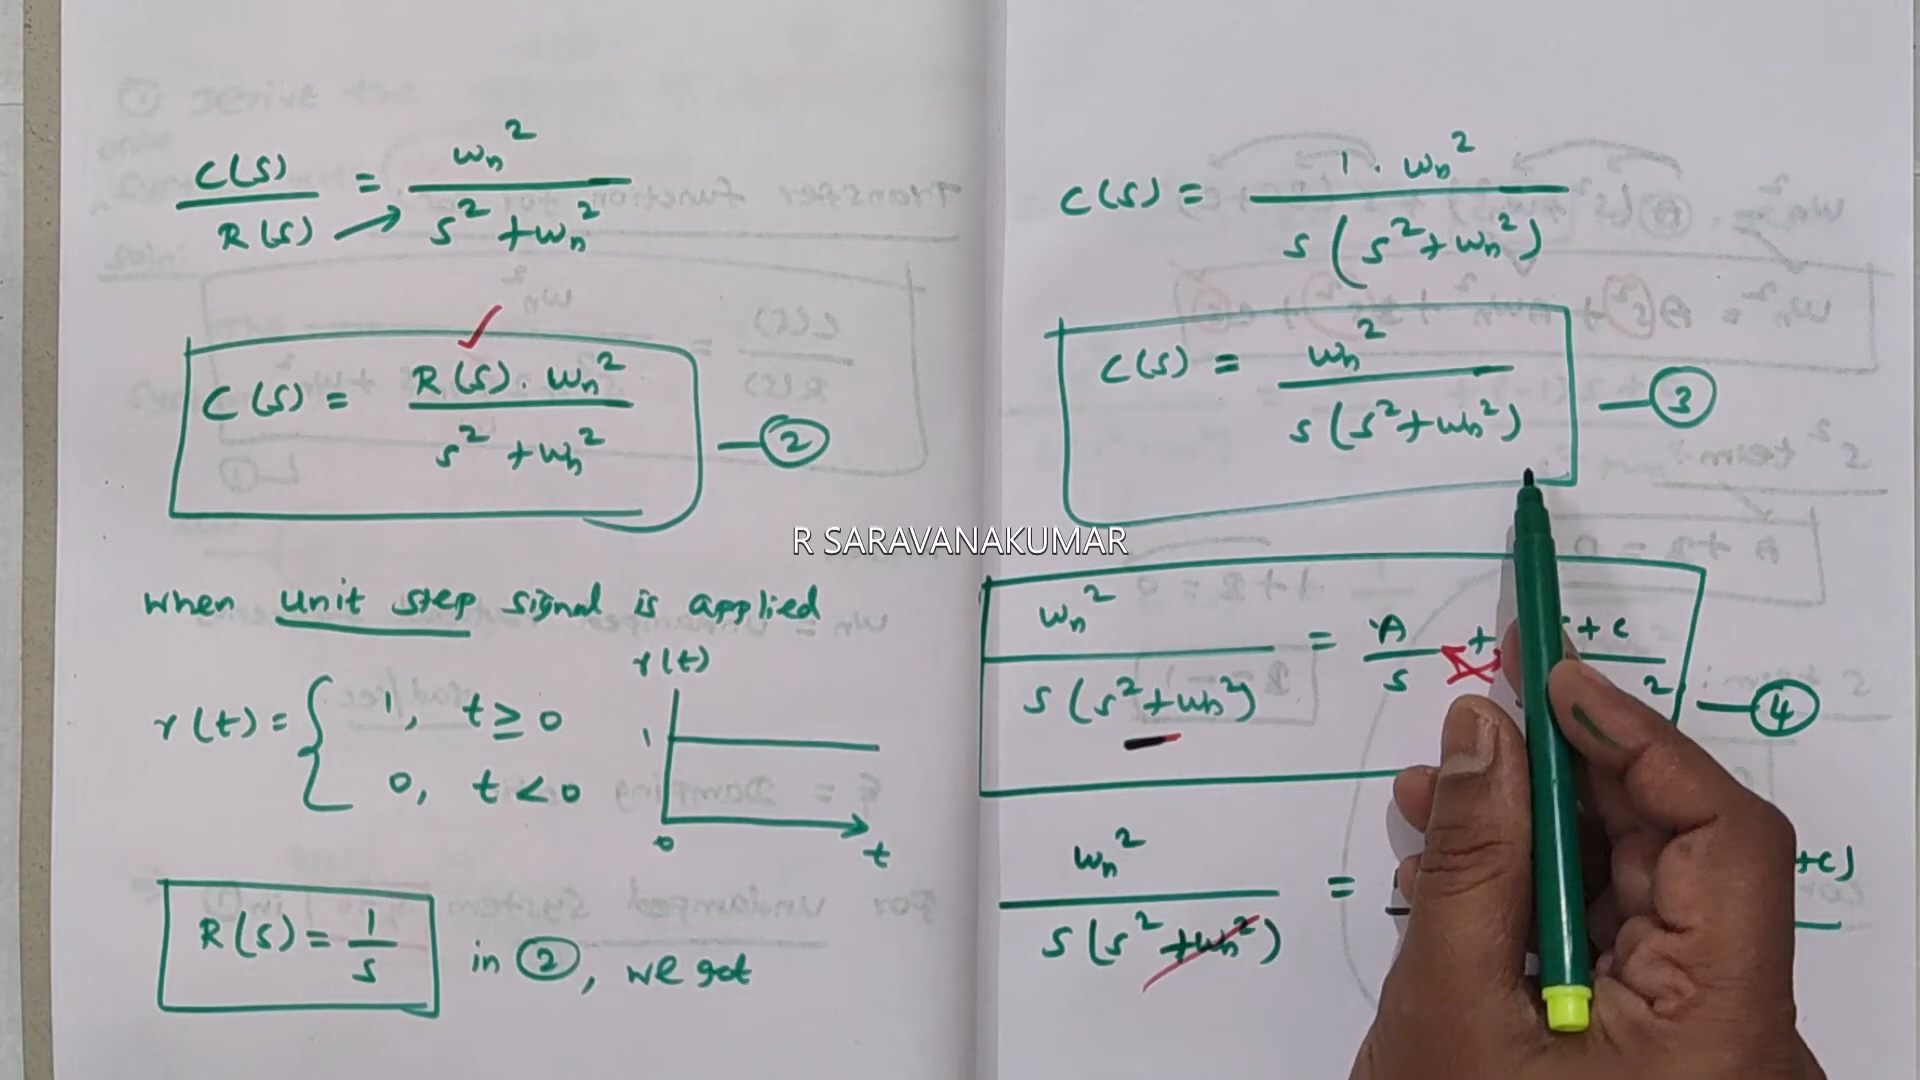 C(S)/R(S) = ωn²/(s² + ωn²)
C(S) = R(S). ωn²/(s² + ωn²) — ②
when unit step signal is applied
r(t) = { 1, t ≥ 0
0, t < 0
r(t)
1
0
t
R(S) = 1/s in ②, we get
C(S) = 1. ωn²/(s(s² + ωn²))
C(S) = ωn²/(s(s² + ωn²)) — ③
R SARAVANAKUMAR
ωn²/(s(s² + ωn²)) = A/s + + c 2 — ④
ωn²/(s(s² + ωn²)) = +c)